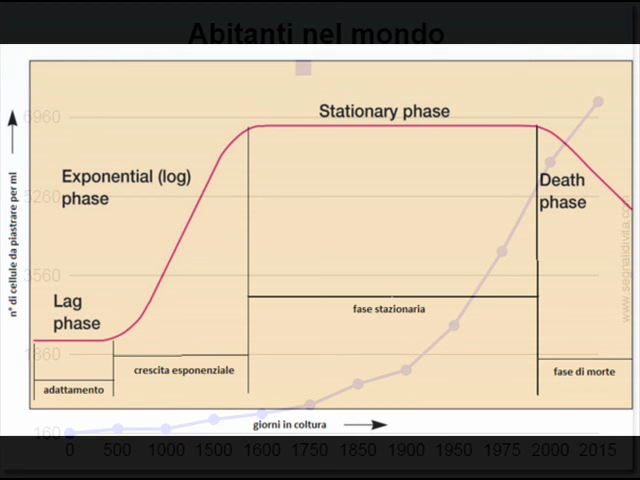 Abitanti nel mondo
Stationary phase
6960
Exponential (log)
phase
5260
Death
phase
www.segnalidivita.co
n° di cellule da piastrare per ml
3560
Lag
phase
fase stazionaria
1860
crescita esponenziale
fase di morte
adattamento
giorni in coltura
160
0 500 1000 1500 1600 1750 1850 1900 1950 1975 2000 2015